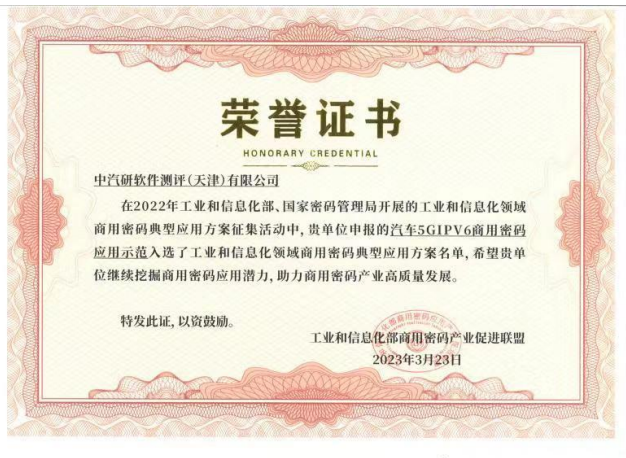 荣誉证书
HONORARY CREDENTIAL
中汽研软件测评(天津)有限公司
在2022年工业和信息化部、国家密码管理局开展的工业和信息化领域
商用密码典型应用方案征集活动中,贵单位申报的汽车5GIPV6商用密码
应用示范入选了工业和信息化领域商用密码典型应用方案名单,希望贵单
位继续挖掘商用密码应用潜力,助力商用密码产业高质量发展。
特发此证,以资鼓励。
工业和信息化部商用密码产业促进联盟
2023年3月23日